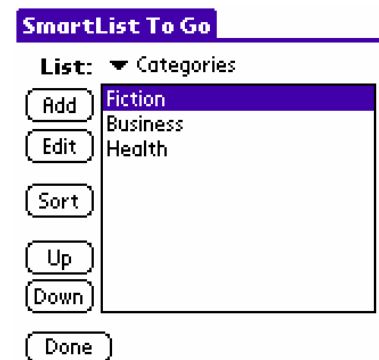 SmartList To Go
List: Categories
Add
Fiction
Business
Edit
Health
Sort
Up
Down
Done